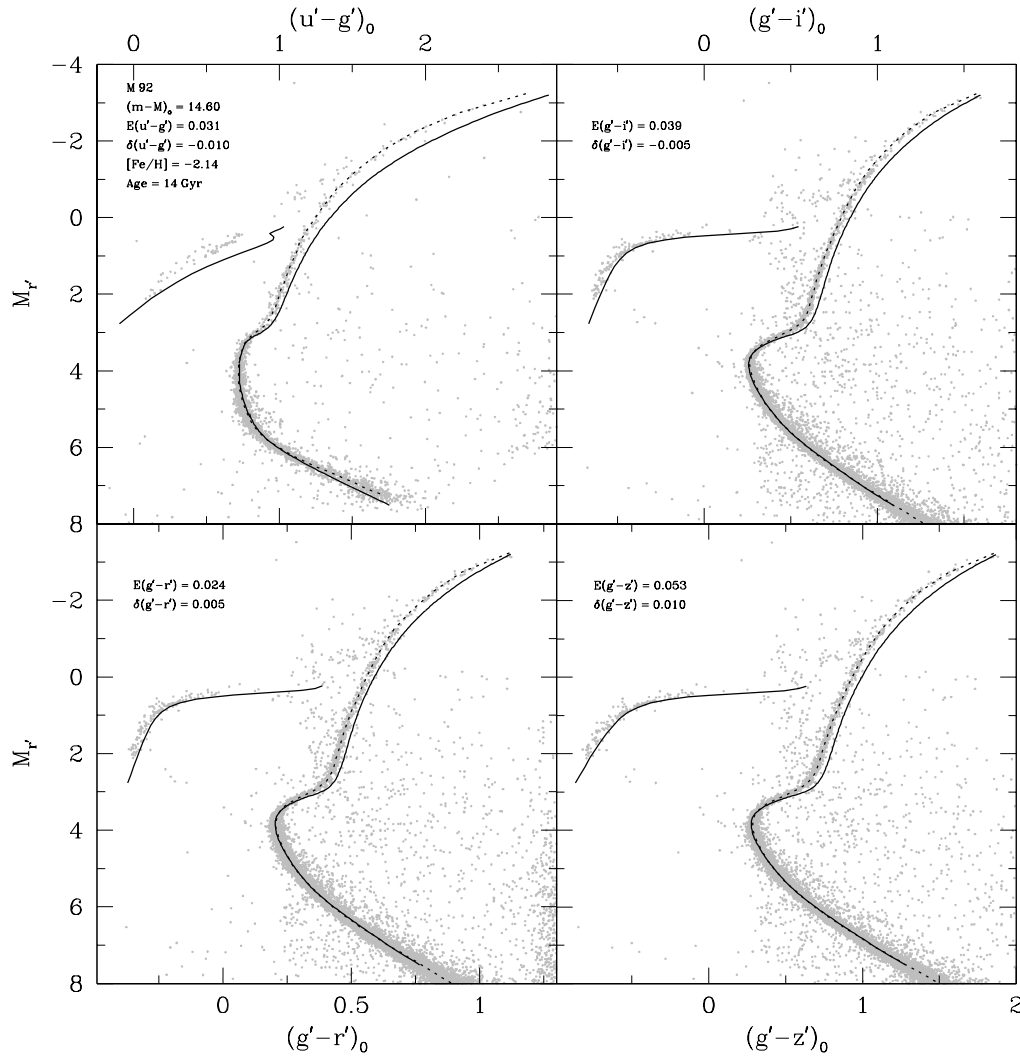 (u′−g′)₀
(g′−i′)₀
0 1 2
0 1
−4
−2
0
2
4
6
8
M_r′
M 92
(m−M)₀ = 14.60
E(u′−g′) = 0.031
δ(u′−g′) = −0.010
[Fe/H] = −2.14
Age = 14 Gyr
E(g′−i′) = 0.039
δ(g′−i′) = −0.005
−2
0
2
4
6
8
M_r′
E(g′−r′) = 0.024
δ(g′−r′) = 0.005
E(g′−z′) = 0.053
δ(g′−z′) = 0.010
0 0.5 1
0 1 2
(g′−r′)₀
(g′−z′)₀